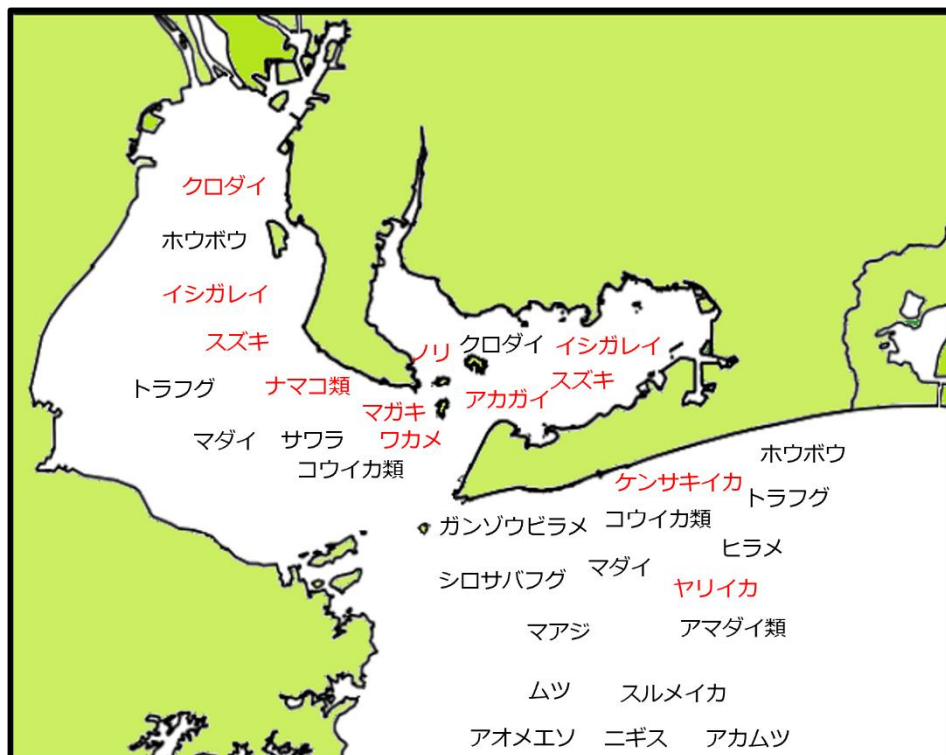 クロダイ
ホウボウ
イシガレイ
スズキ
ノリ
クロダイ
イシガレイ
トラフグ
ナマコ類
アカガイ
スズキ
マガキ
マダイ
サワラ
ワカメ
コウイカ類
ホウボウ
ケンサキイカ
トラフグ
ガンゾウビラメ
コウイカ類
ヒラメ
シロサバフグ
マダイ
ヤリイカ
マアジ
アマダイ類
ムツ
スルメイカ
アオメエソ
ニギス
アカムツ